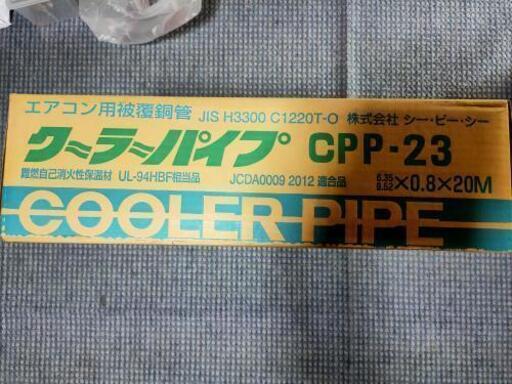 エアコン用被覆銅管 JIS H3300 C1220T-O 株式会社 シー・ピー・シー
クーラーパイプ CPP-23
難燃自己消火性保温材 UL-94HBF相当品 JCDA0009 2012 適合品 6.35 9.52 ×0.8×20M
COOLER PIPE